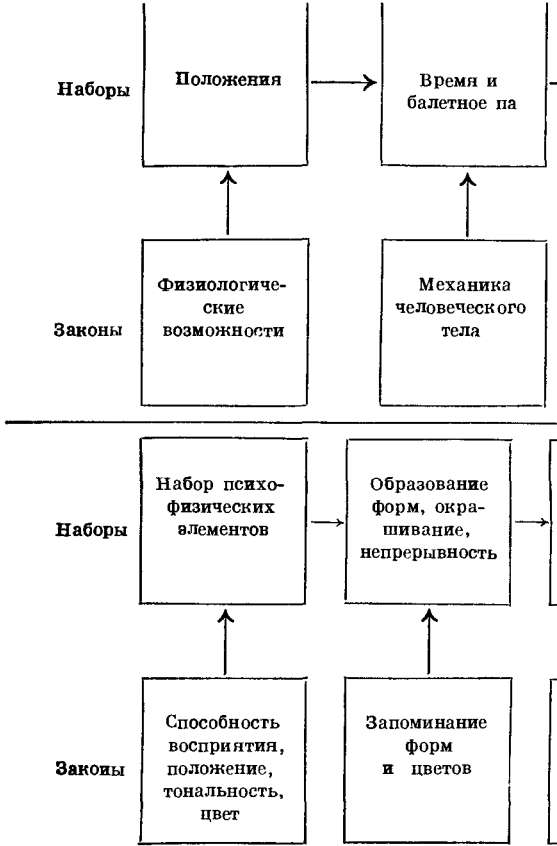 Наборы
Положения
Время и
балетное па
Законы
Физиологиче-
ские
возможности
Механика
человеческого
тела
Наборы
Набор психо-
физических
элементов
Образование
форм, окра-
шивание,
непрерывность
Законы
Способность
восприятия,
положение,
тональность,
цвет
Запоминание
форм
и цветов